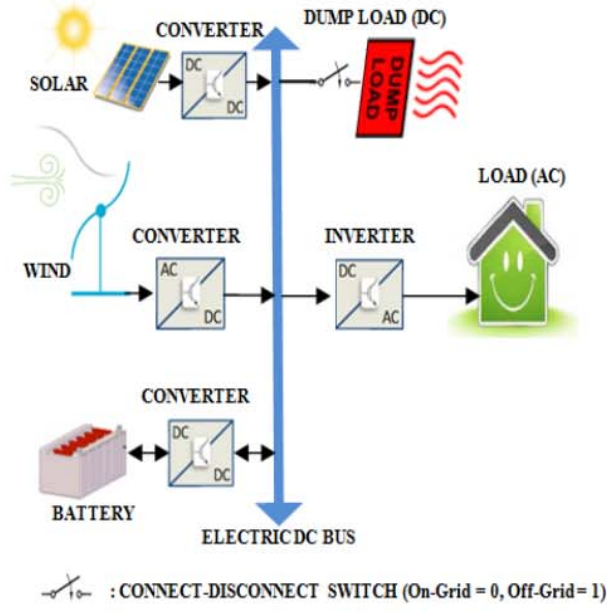 CONVERTER
DUMP LOAD (DC)
SOLAR
DC
DC
DUMP
LOAD
LOAD (AC)
WIND
CONVERTER
INVERTER
AC
DC
DC
AC
CONVERTER
DC
DC
BATTERY
ELECTRIC DC BUS
: CONNECT-DISCONNECT SWITCH (On-Grid = 0, Off-Grid = 1)